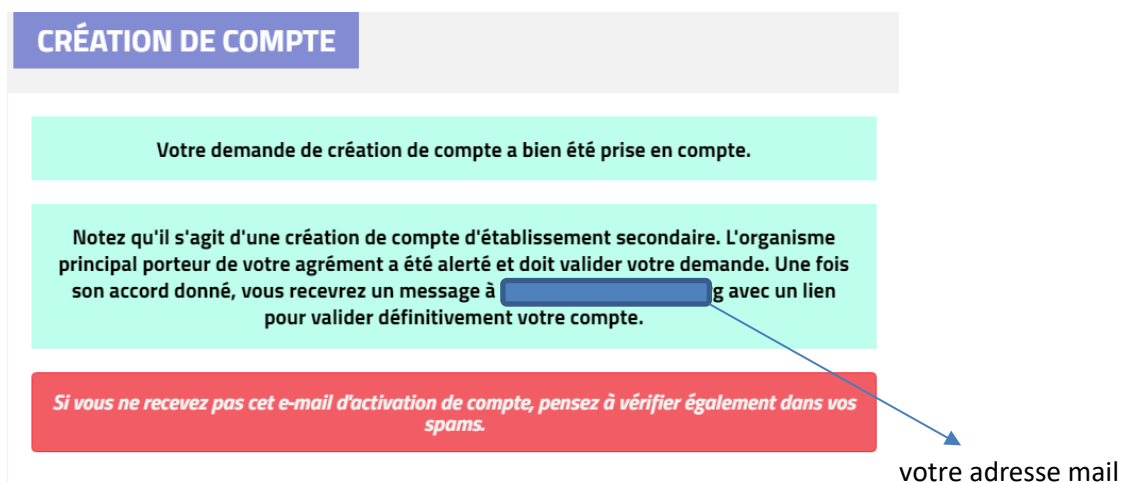 CRÉATION DE COMPTE
Votre demande de création de compte a bien été prise en compte.
Notez qu'il s'agit d'une création de compte d'établissement secondaire. L'organisme
principal porteur de votre agrément a été alerté et doit valider votre demande. Une fois
son accord donné, vous recevrez un message à g avec un lien
pour valider définitivement votre compte.
Si vous ne recevez pas cet e-mail d'activation de compte, pensez à vérifier également dans vos
spams.
votre adresse mail